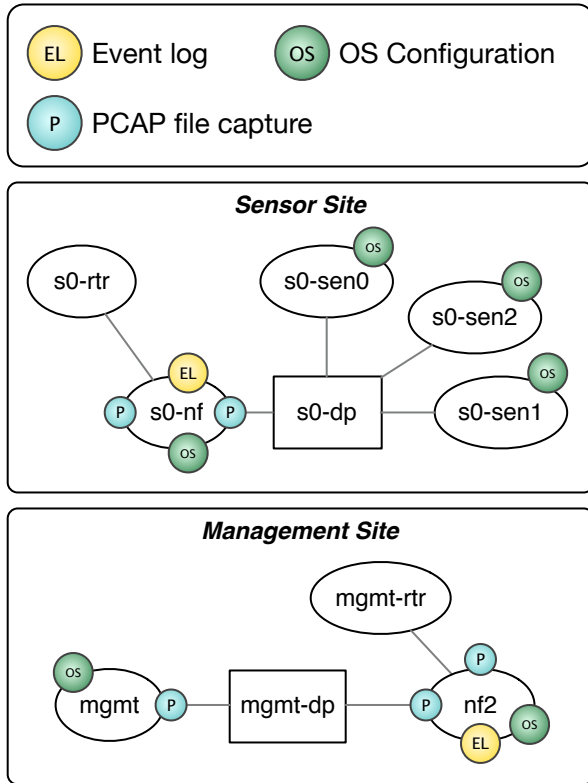 EL Event log OS OS Configuration
P PCAP file capture
Sensor Site
OS
s0-rtr s0-sen0 OS
s0-sen2
EL OS
P s0-nf P s0-dp s0-sen1
OS
Management Site
mgmt-rtr
OS P
mgmt P mgmt-dp P nf2 OS
EL